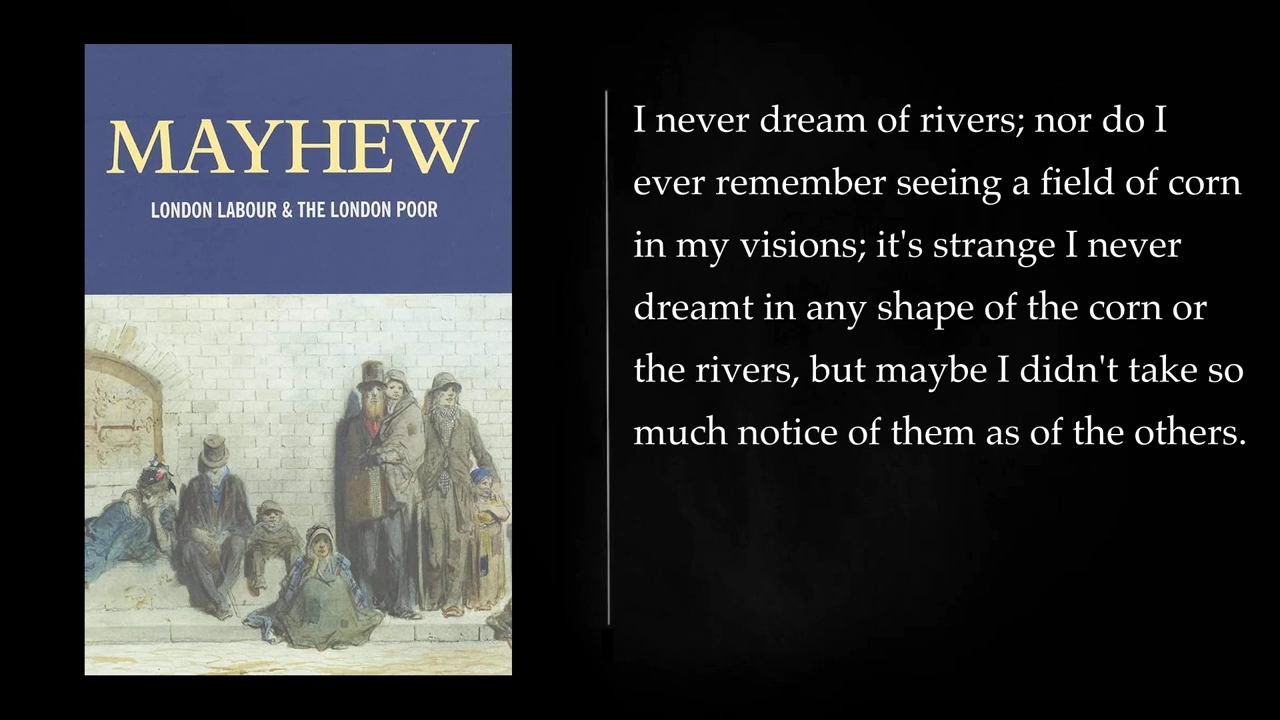 MAYHEW
LONDON LABOUR & THE LONDON POOR
I never dream of rivers; nor do I
ever remember seeing a field of corn
in my visions; it's strange I never
dreamt in any shape of the corn or
the rivers, but maybe I didn't take so
much notice of them as of the others.